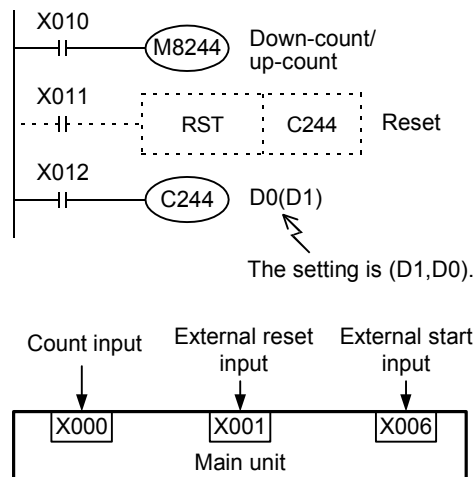 X010
M8244
Down-count/
up-count
X011
RST
C244
Reset
X012
C244
D0(D1)
The setting is (D1,D0).
Count input
External reset
input
External start
input
X000
X001
X006
Main unit